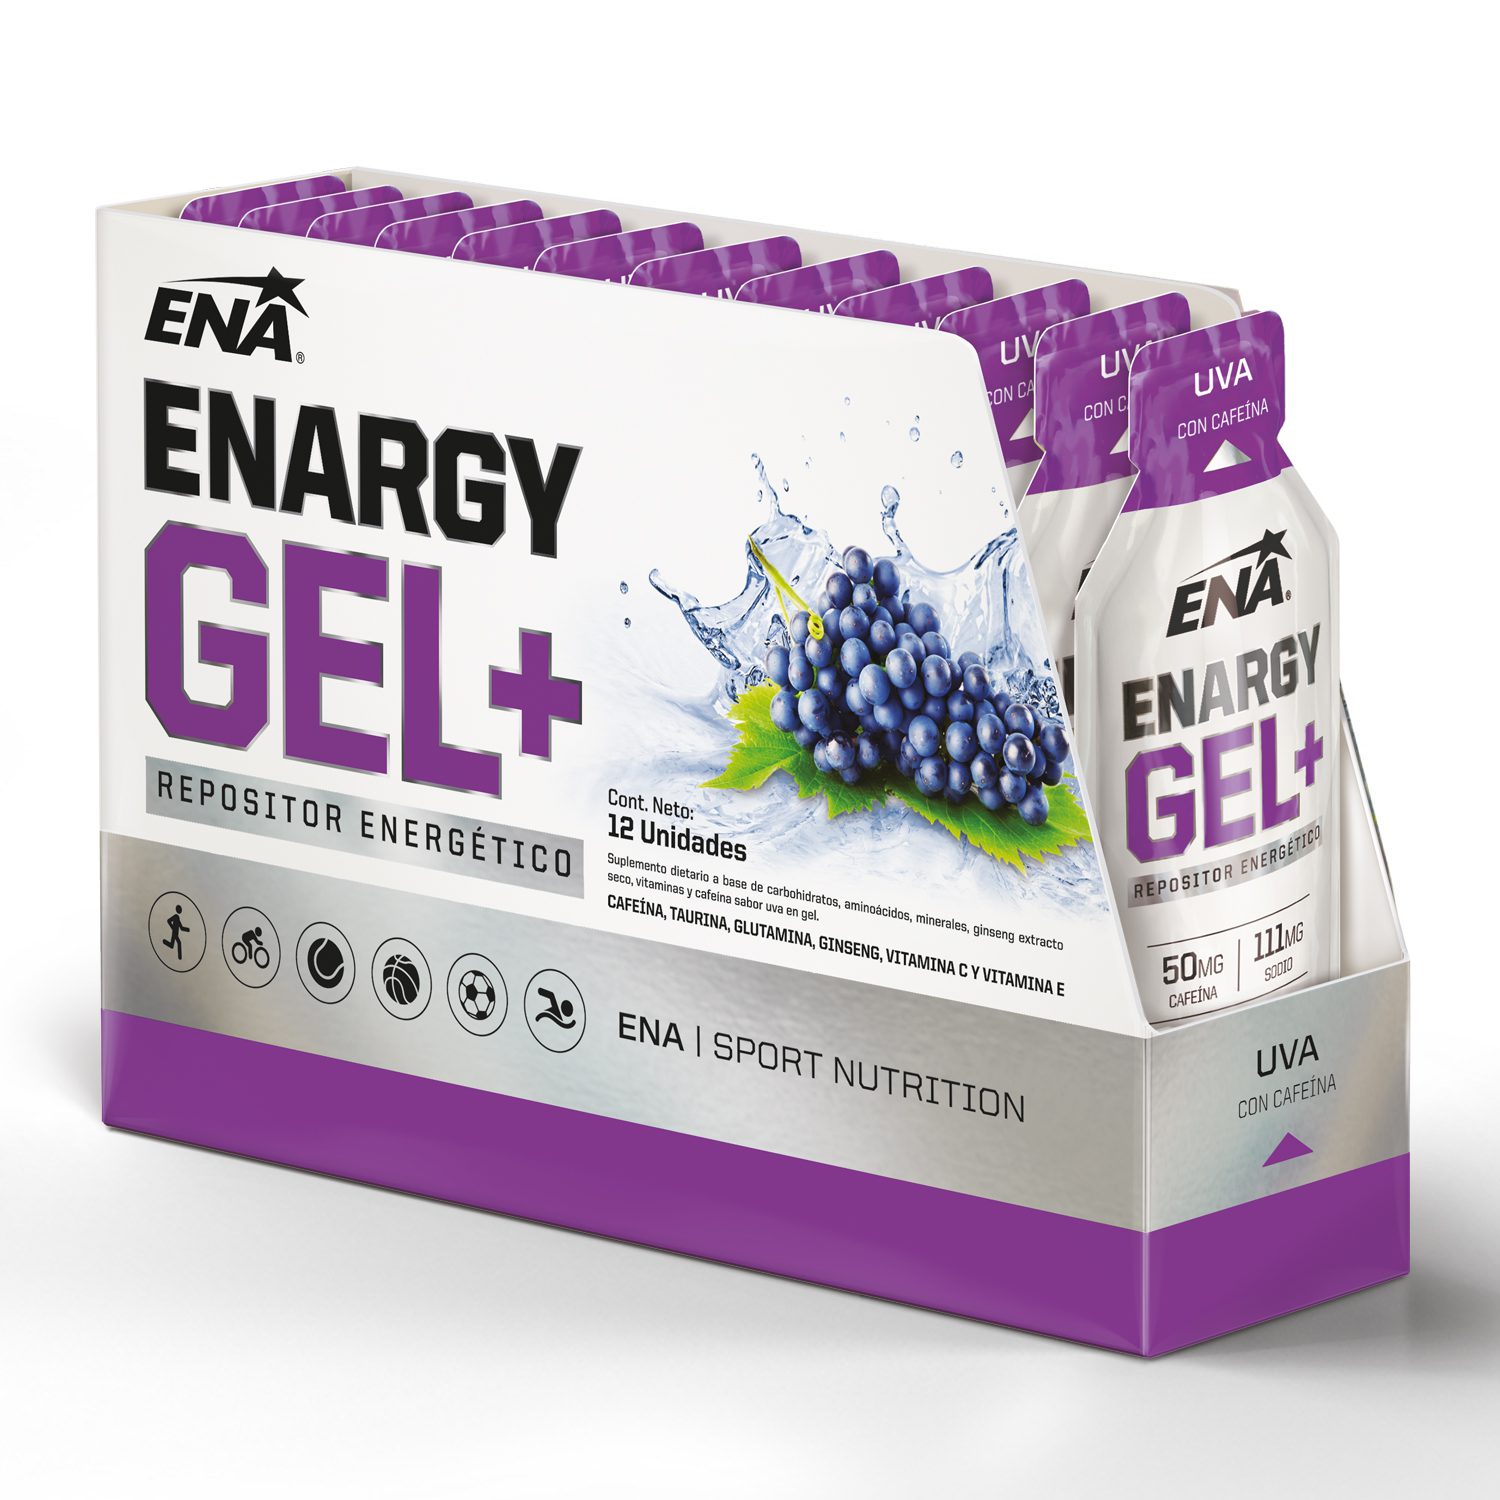 ENA®
ENARGY
GEL+
REPOSITOR ENERGÉTICO
Cont. Neto:
12 Unidades
Suplemento dietario a base de carbohidratos, aminoácidos, minerales, ginseng extracto
seco, vitaminas y cafeína sabor uva en gel.
CAFEÍNA, TAURINA, GLUTAMINA, GINSENG, VITAMINA C Y VITAMINA E
ENA | SPORT NUTRITION
UVA
CON CAFEÍNA
ENA®
ENARGY
GEL+
REPOSITOR ENERGÉTICO
50MG
CAFEÍNA
111MG
SODIO
UVA
CON CAFEÍNA